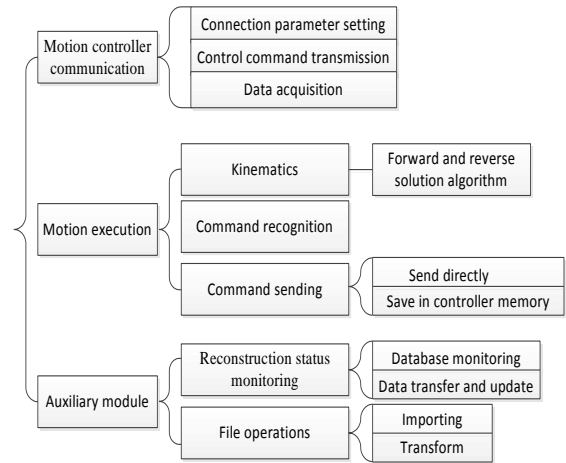 Motion controller
communication
Connection parameter setting
Control command transmission
Data acquisition
Motion execution
Kinematics
Forward and reverse
solution algorithm
Command recognition
Command sending
Send directly
Save in controller memory
Auxiliary module
Reconstruction status
monitoring
Database monitoring
Data transfer and update
File operations
Importing
Transform